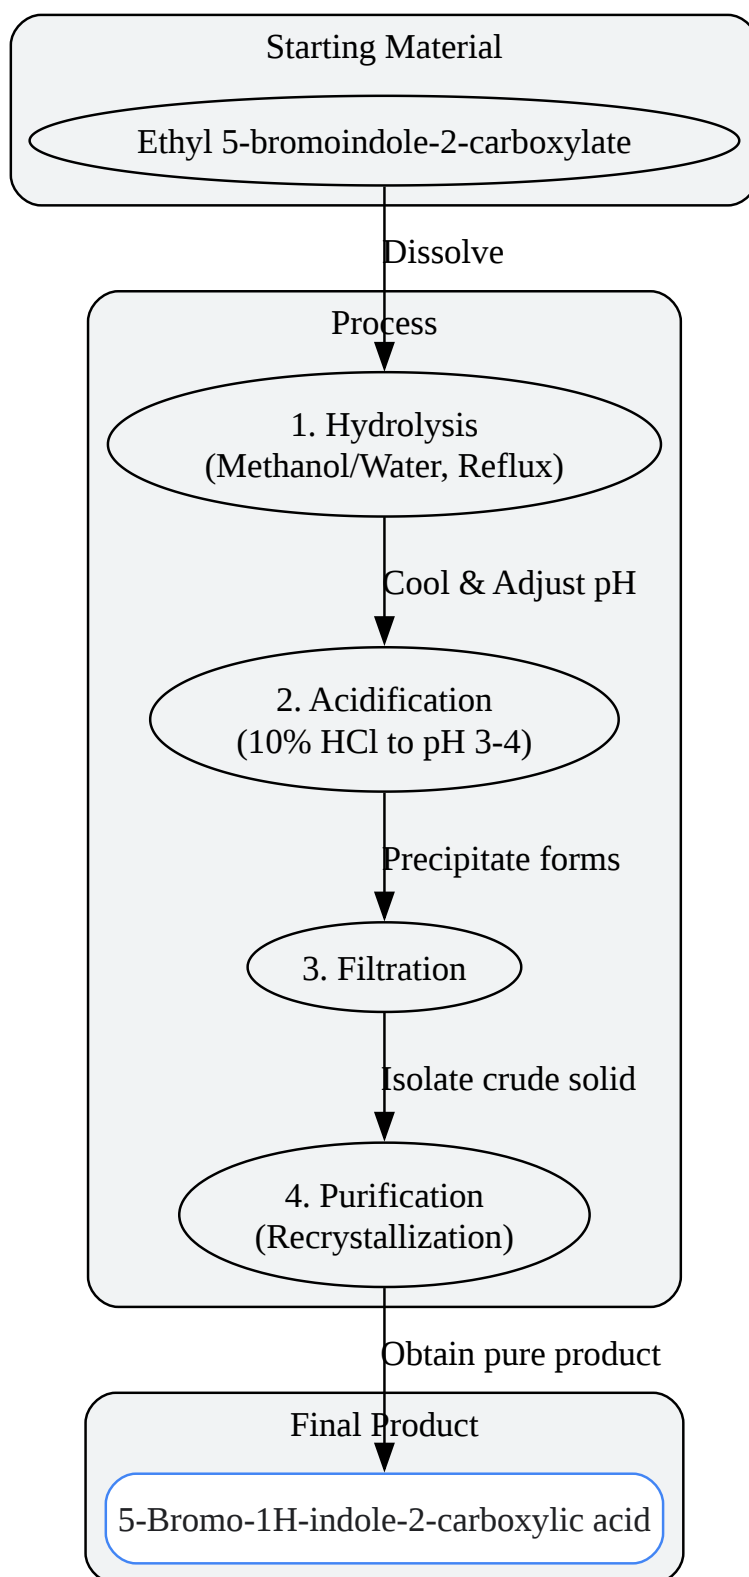 Starting Material
Ethyl 5-bromoindole-2-carboxylate
Dissolve
Process
1. Hydrolysis
(Methanol/Water, Reflux)
Cool & Adjust pH
2. Acidification
(10% HCl to pH 3-4)
Precipitate forms
3. Filtration
Isolate crude solid
4. Purification
(Recrystallization)
Obtain pure product
Final Product
5-Bromo-1H-indole-2-carboxylic acid